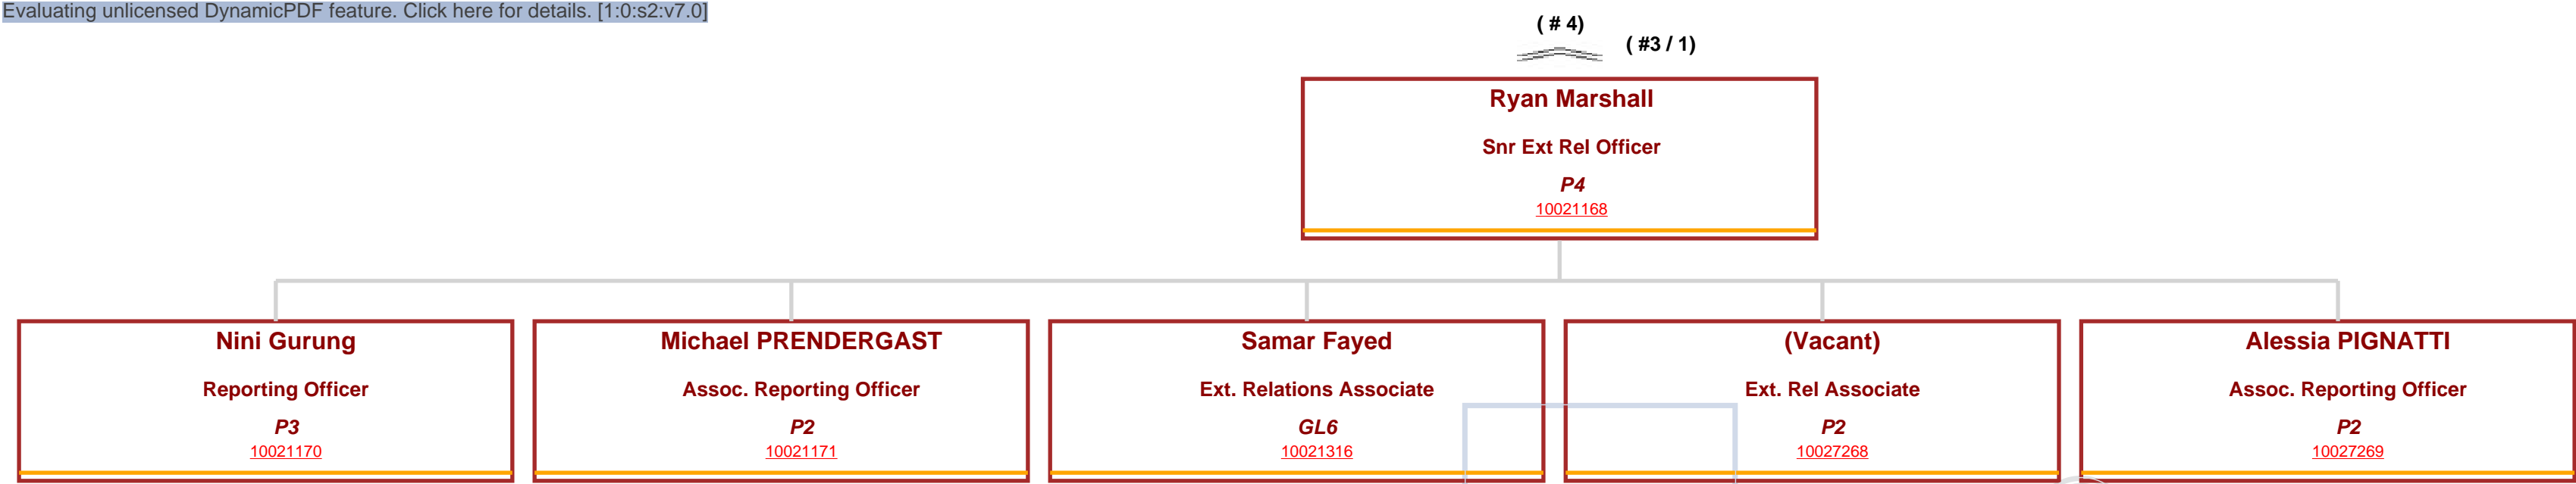 Evaluating unlicensed DynamicPDF feature. Click here for details. [1:0:s2:v7.0]
( # 4)
( #3 / 1)
Ryan Marshall
Snr Ext Rel Officer
P4
10021168
Nini Gurung
Reporting Officer
P3
10021170
Michael PRENDERGAST
Assoc. Reporting Officer
P2
10021171
Samar Fayed
Ext. Relations Associate
GL6
10021316
(Vacant)
Ext. Rel Associate
P2
10027268
Alessia PIGNATTI
Assoc. Reporting Officer
P2
10027269